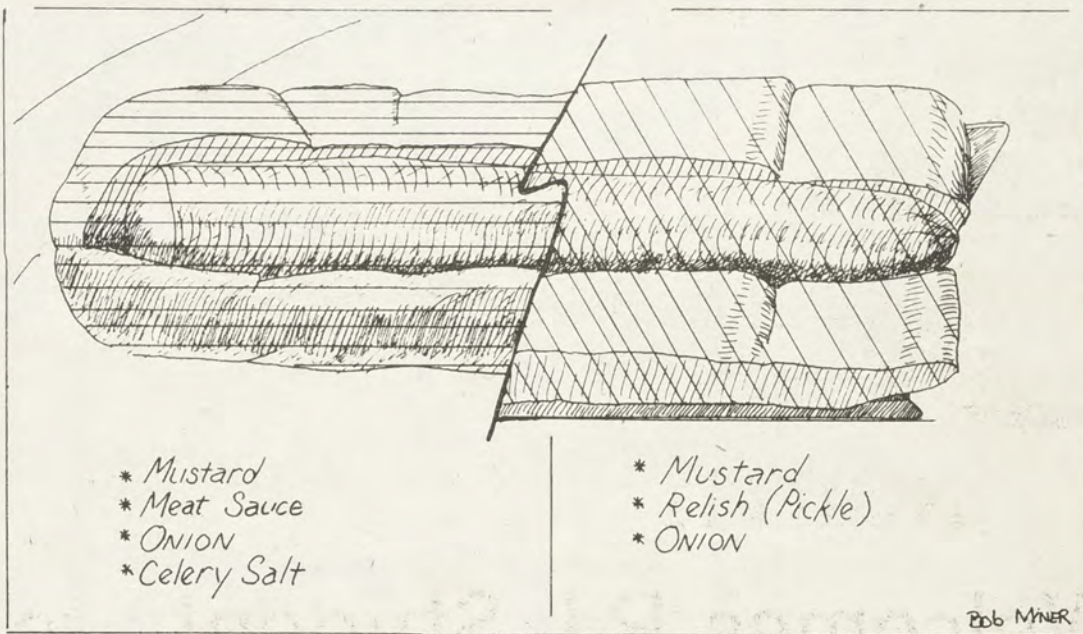 * Mustard
* Meat Sauce
* ONION
* Celery Salt
* Mustard
* Relish (Pickle)
* ONION
Bob MINER